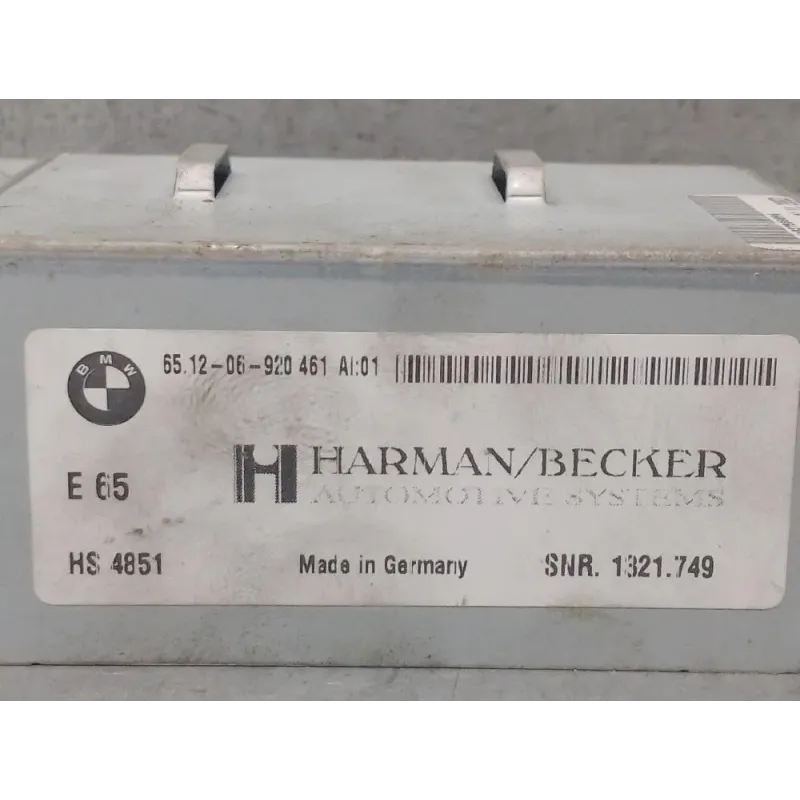 BMW
65.12-06-920 461 AI:01
E 65
HARMAN/BECKER
AUTOMOTIVE SYSTEMS
HS 4851
Made in Germany
SNR. 1321.749